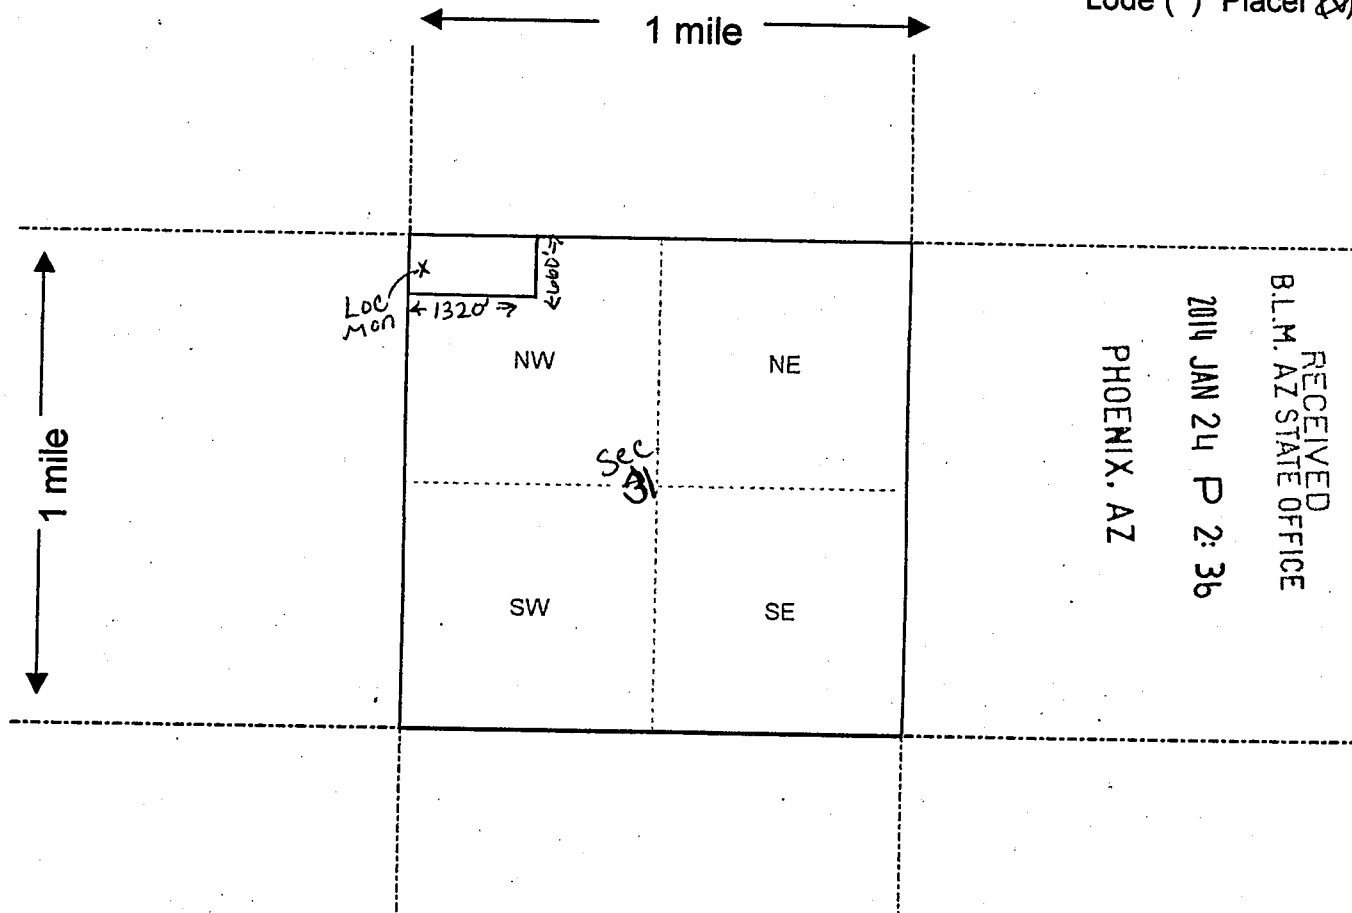 Lode ( ) Placer (X)
1 mile
Loc
Mon
X
←1320'→
←660'→
NW
NE
1 mile
Sec
31
SW
SE
RECEIVED
B.L.M. AZ STATE OFFICE
2014 JAN 24 P 2:36
PHOENIX, AZ